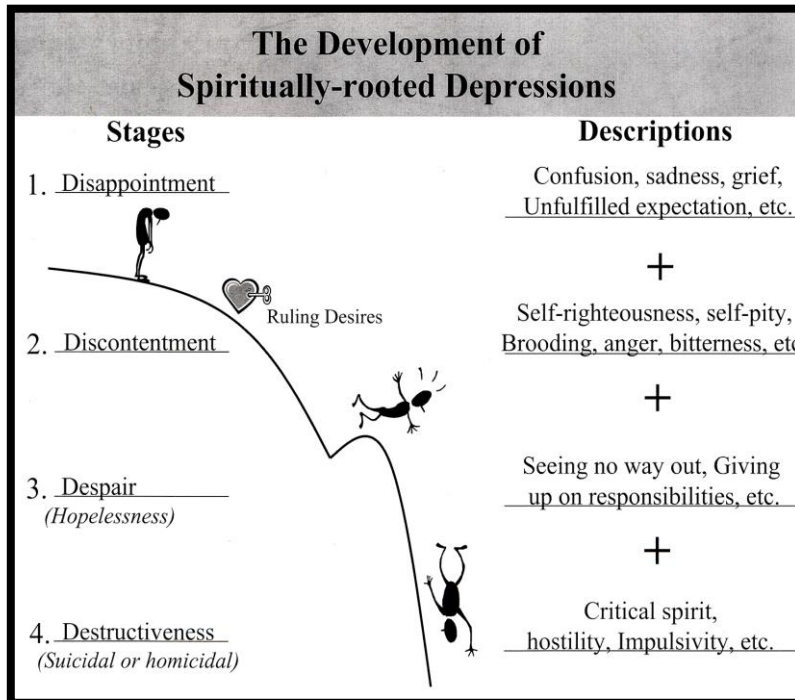 The Development of
Spiritually-rooted Depressions
Stages
Descriptions
1. Disappointment
Confusion, sadness, grief,
Unfulfilled expectation, etc.
+
Ruling Desires
2. Discontentment
Self-righteousness, self-pity,
Brooding, anger, bitterness, etc
+
3. Despair
(Hopelessness)
Seeing no way out, Giving
up on responsibilities, etc.
+
4. Destructiveness
(Suicidal or homicidal)
Critical spirit,
hostility, Impulsivity, etc.